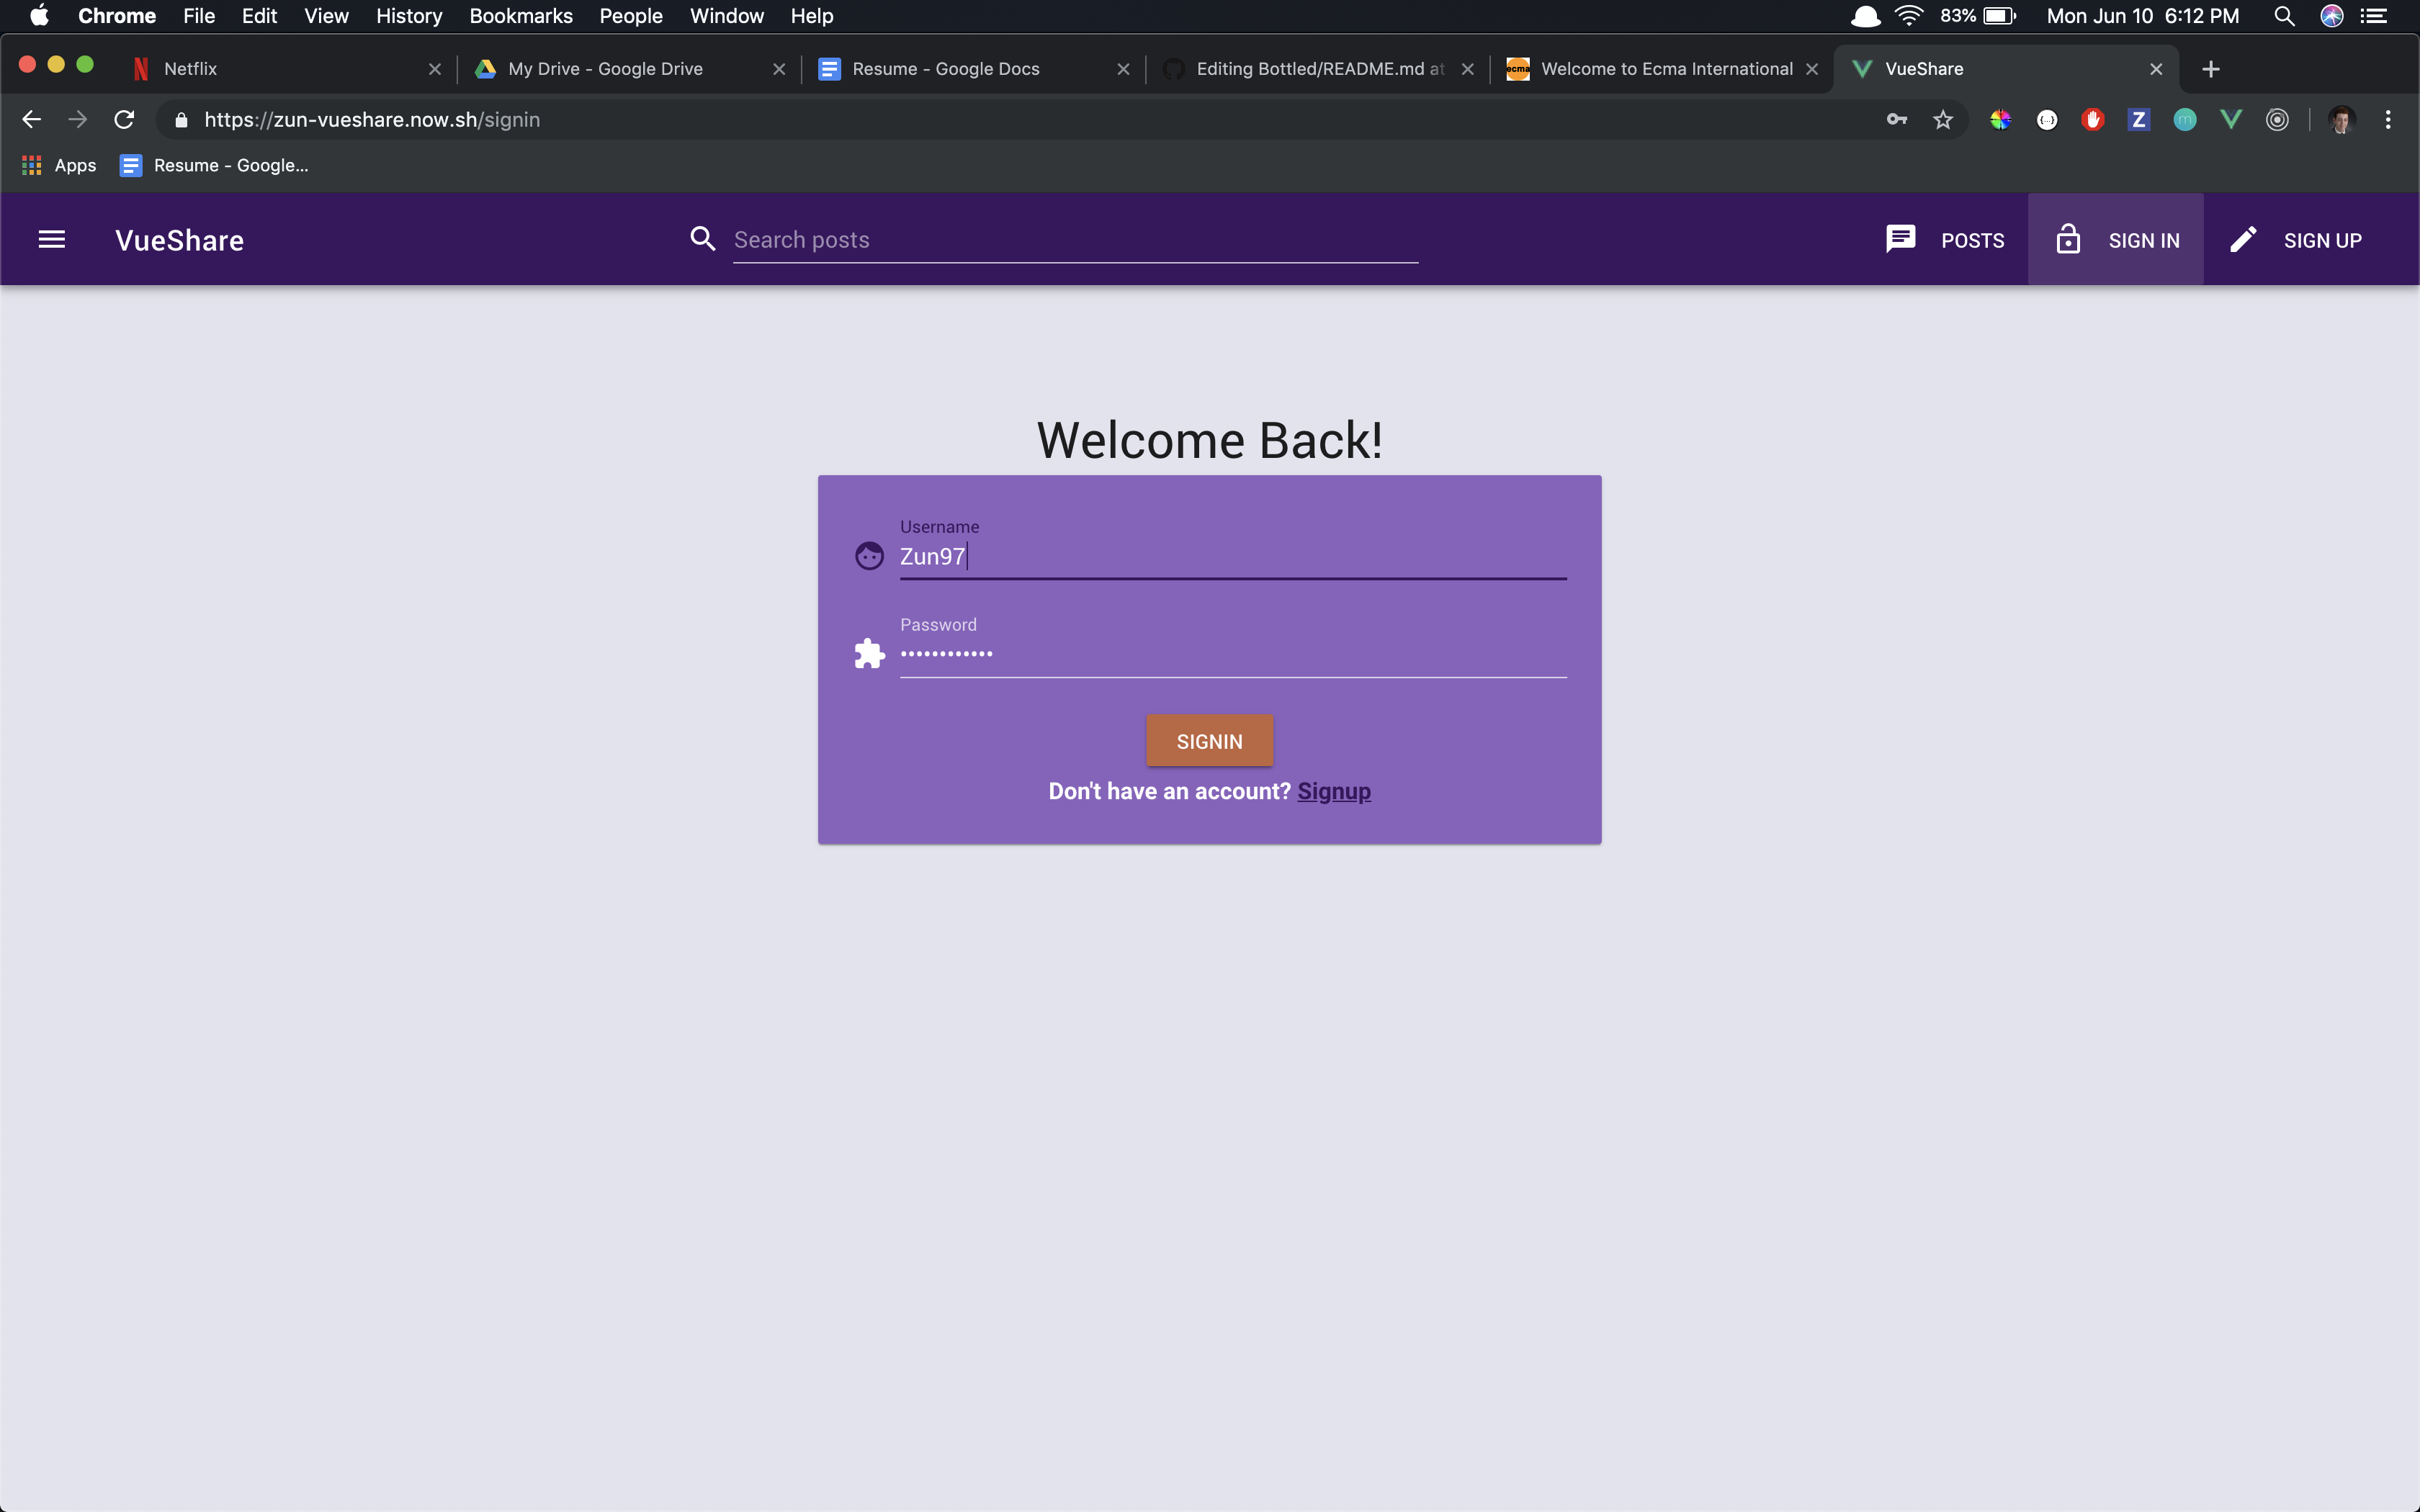 Chrome File Edit View History Bookmarks People Window Help 83% Mon Jun 10 6:12 PM
Netflix My Drive - Google Drive Resume - Google Docs Editing Bottled/README.md at Welcome to Ecma International VueShare
https://zun-vueshare.now.sh/signin
Apps Resume - Google...
VueShare Search posts POSTS SIGN IN SIGN UP
Welcome Back!
Username
Zun97
Password
••••••••••••
SIGNIN
Don't have an account? Signup